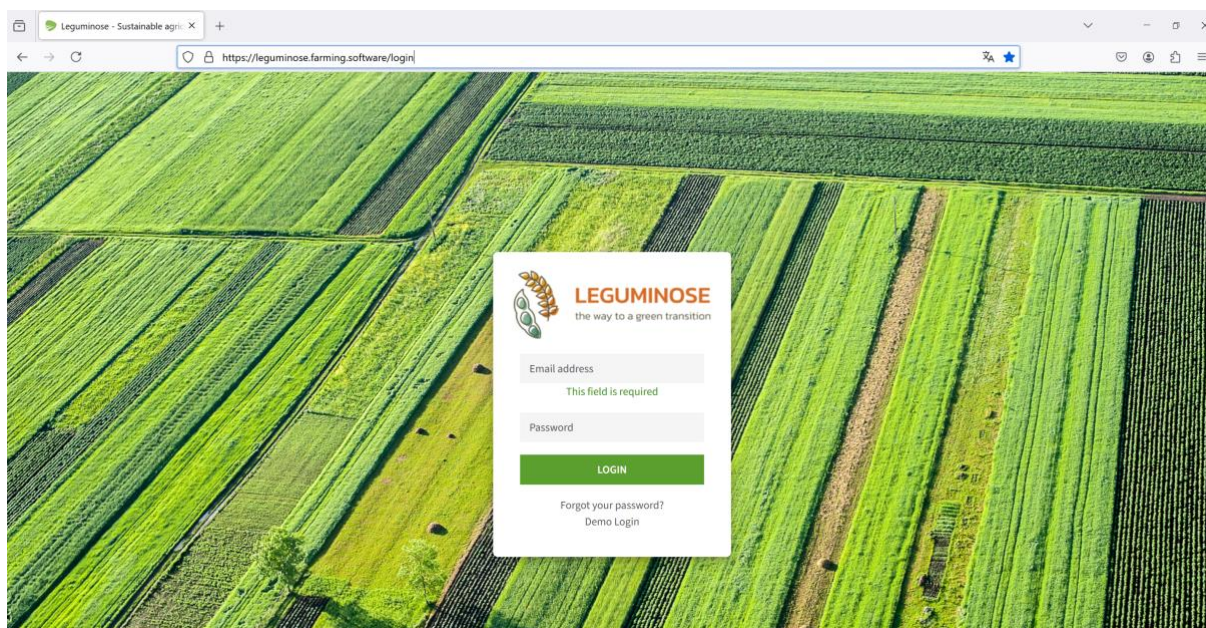 Leguminose - Sustainable agric
https://leguminose.farming.software/login
LEGUMINOSE
the way to a green transition
Email address
This field is required
Password
LOGIN
Forgot your password?
Demo Login